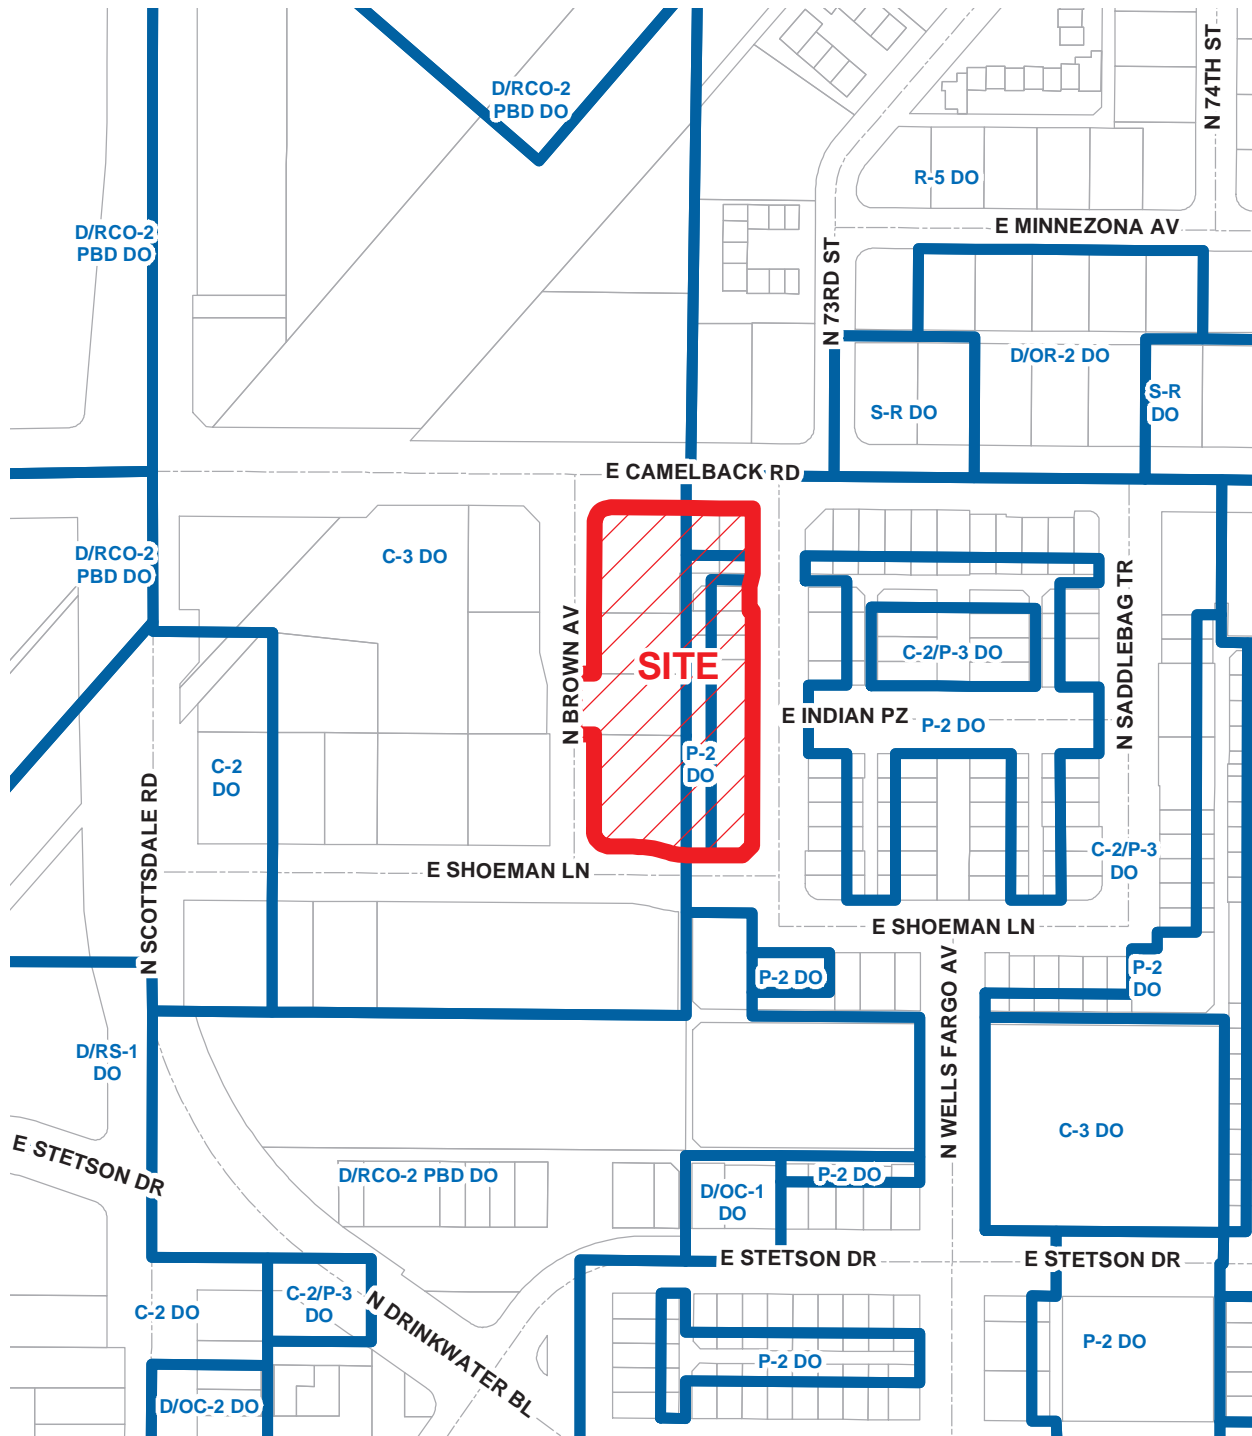 D/RCO-2
PBD DO
N 74TH ST
R-5 DO
E MINNEZONA AV
D/RCO-2
PBD DO
N 73RD ST
D/OR-2 DO
S-R DO
S-R
DO
E CAMELBACK RD
D/RCO-2
PBD DO
C-3 DO
N BROWN AV
SITE
C-2/P-3 DO
N SADDLEBAG TR
E INDIAN PZ
P-2 DO
P-2
DO
C-2
DO
N SCOTTSDALE RD
E SHOEMAN LN
C-2/P-3
DO
E SHOEMAN LN
P-2 DO
P-2
DO
N WELLS FARGO AV
D/RS-1
DO
C-3 DO
E STETSON DR
D/RCO-2 PBD DO
P-2 DO
D/OC-1
DO
E STETSON DR
E STETSON DR
C-2 DO
C-2/P-3
DO
N DRINKWATER BL
P-2 DO
P-2 DO
D/OC-2 DO